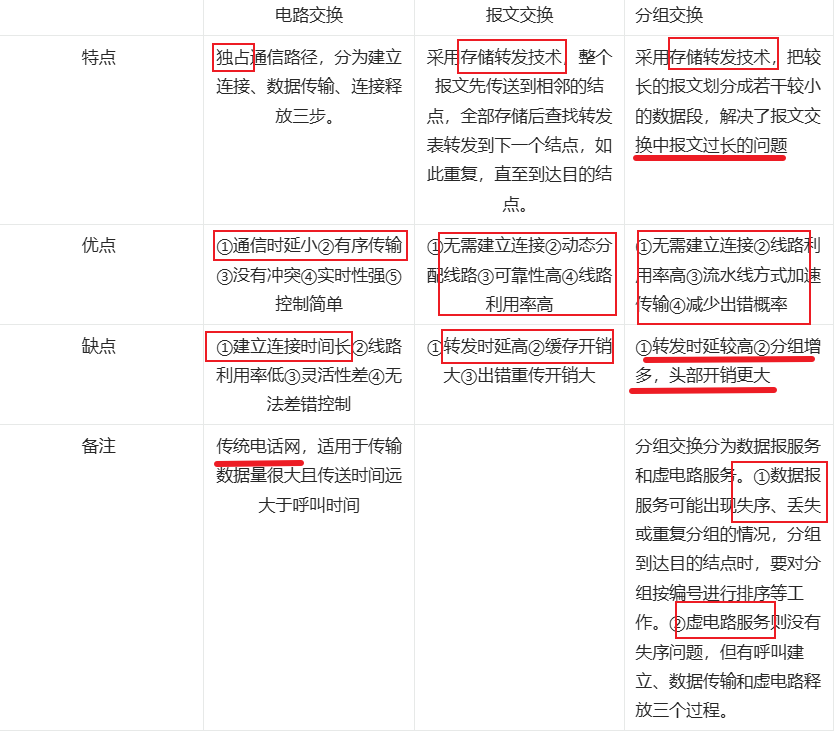 电路交换
报文交换
分组交换
特点
独占通信路径，分为建立
连接、数据传输、连接释
放三步。
采用存储转发技术，整个
报文先传送到相邻的结
点，全部存储后查找转发
表转发到下一个结点，如
此重复，直至到达目的结
点。
采用存储转发技术，把较
长的报文划分成若干较小
的数据段，解决了报文交
换中报文过长的问题
优点
①通信时延小②有序传输
③没有冲突④实时性强⑤
控制简单
①无需建立连接②动态分
配线路③可靠性高④线路
利用率高
①无需建立连接②线路利
用率高③流水线方式加速
传输④减少出错概率
缺点
①建立连接时间长②线路
利用率低③灵活性差④无
法差错控制
①转发时延高②缓存开销
大③出错重传开销大
①转发时延较高②分组增
多，头部开销更大
备注
传统电话网，适用于传输
数据量很大且传送时间远
大于呼叫时间
分组交换分为数据报服务
和虚电路服务。①数据报
服务可能出现失序、丢失
或重复分组的情况，分组
到达目的结点时，要对分
组按编号进行排序等工
作。②虚电路服务则没有
失序问题，但有呼叫建
立、数据传输和虚电路释
放三个过程。